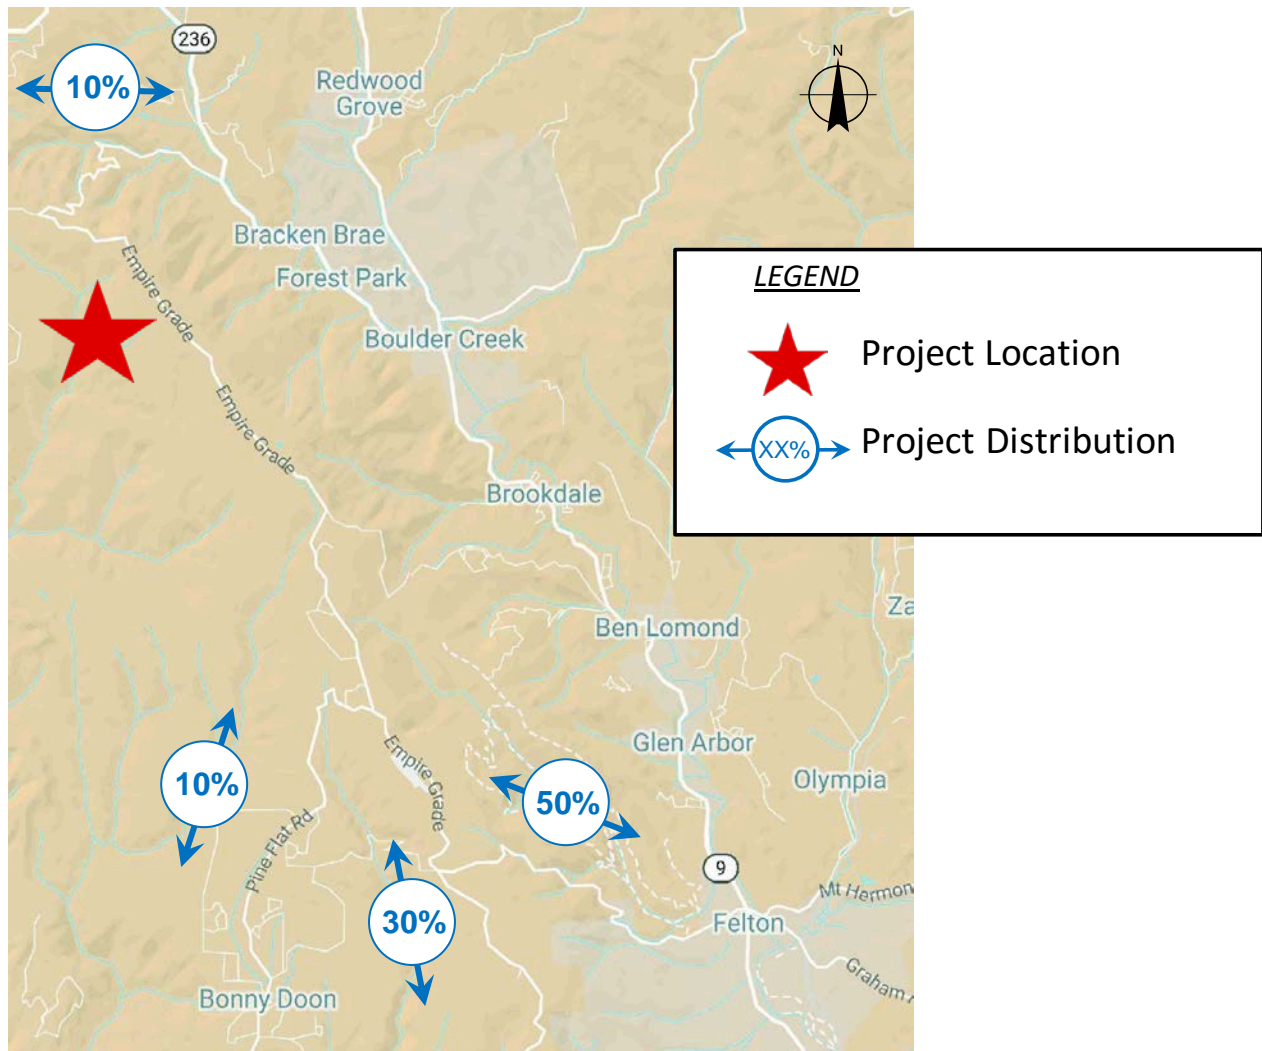 236
N
10%
Redwood
Grove
Bracken Brae
Empire Grade
Forest Park
LEGEND
Boulder Creek
Project Location
Empire Grade
XX%
Project Distribution
Brookdale
Za
Ben Lomond
Glen Arbor
Empire Grade
10%
Olympia
50%
Pine Flat Rd
9
Mt Hermon
30%
Felton
Graham
Bonny Doon